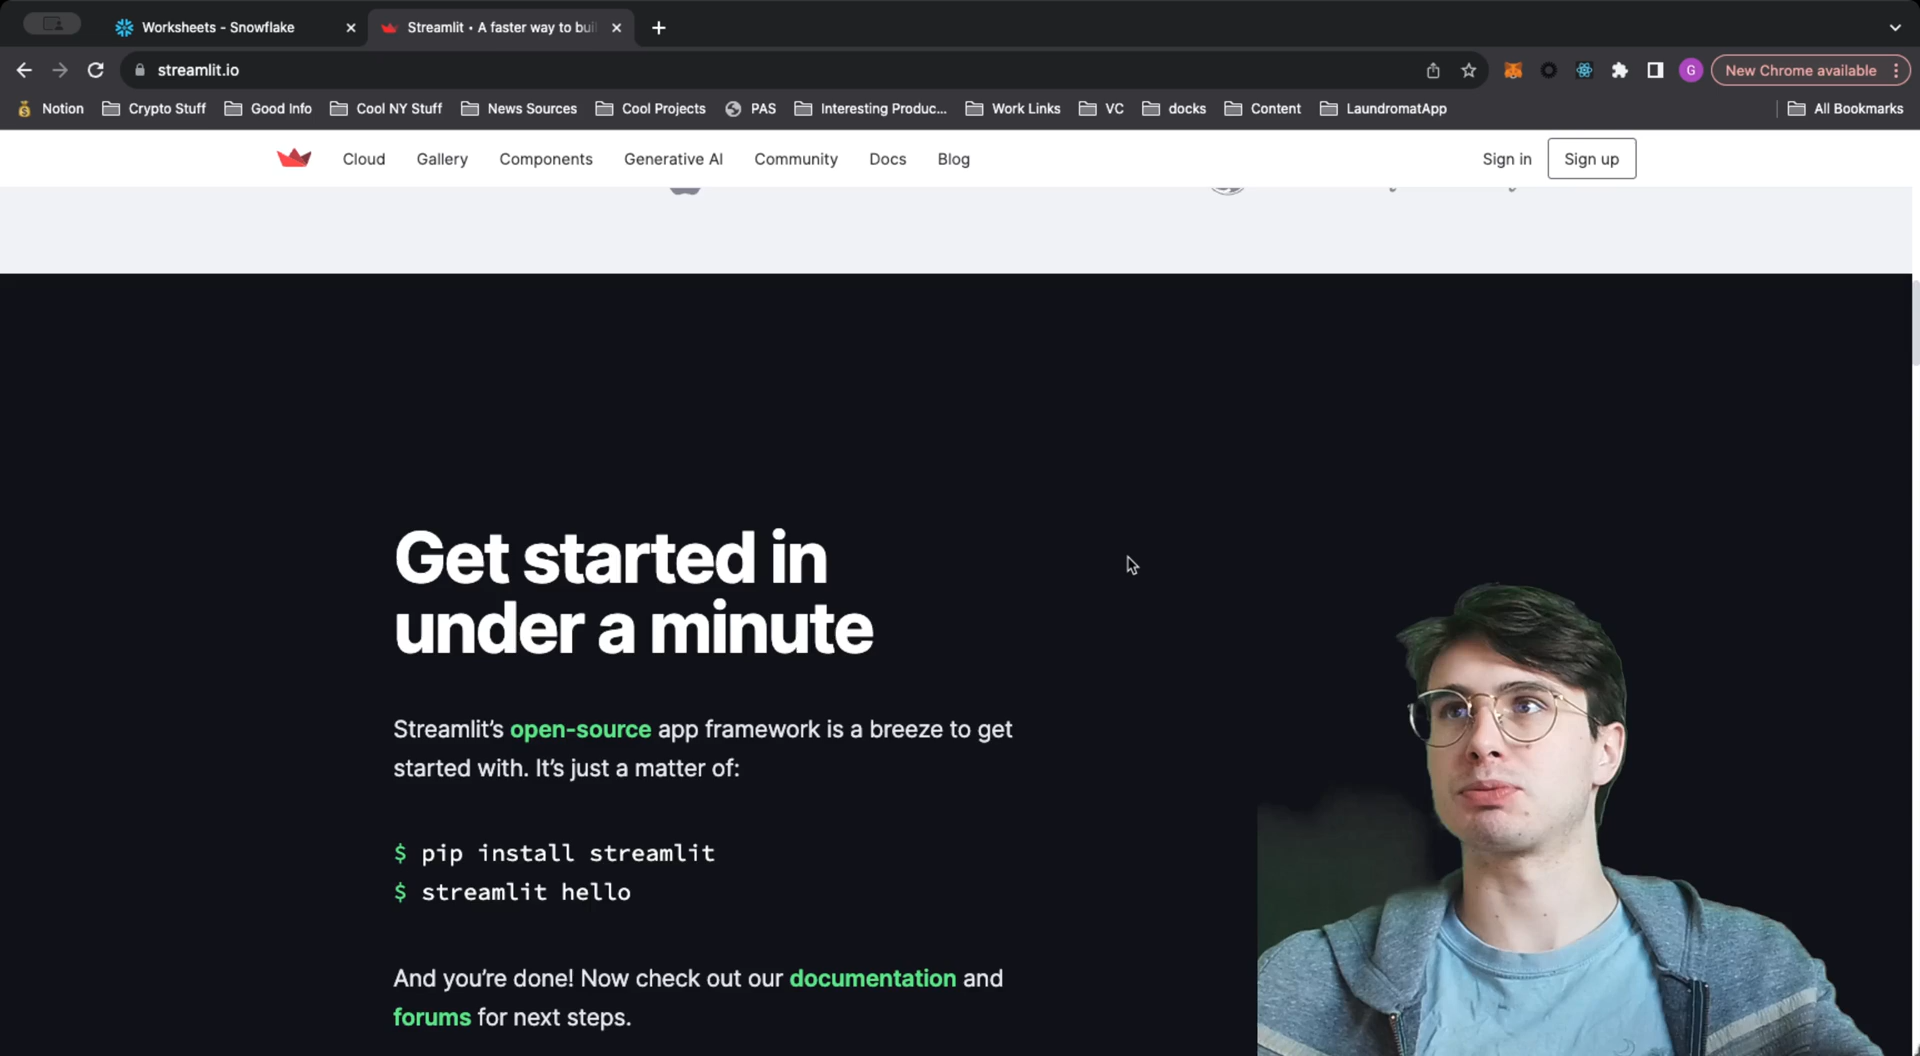 Worksheets - Snowflake
Streamlit • A faster way to bui
streamlit.io
G
New Chrome available
Notion
Crypto Stuff
Good Info
Cool NY Stuff
News Sources
Cool Projects
PAS
Interesting Produc...
Work Links
VC
docks
Content
LaundromatApp
All Bookmarks
Cloud
Gallery
Components
Generative AI
Community
Docs
Blog
Sign in
Sign up
Get started in
under a minute
Streamlit’s open-source app framework is a breeze to get
started with. It’s just a matter of:
$ pip install streamlit
$ streamlit hello
And you’re done! Now check out our documentation and
forums for next steps.